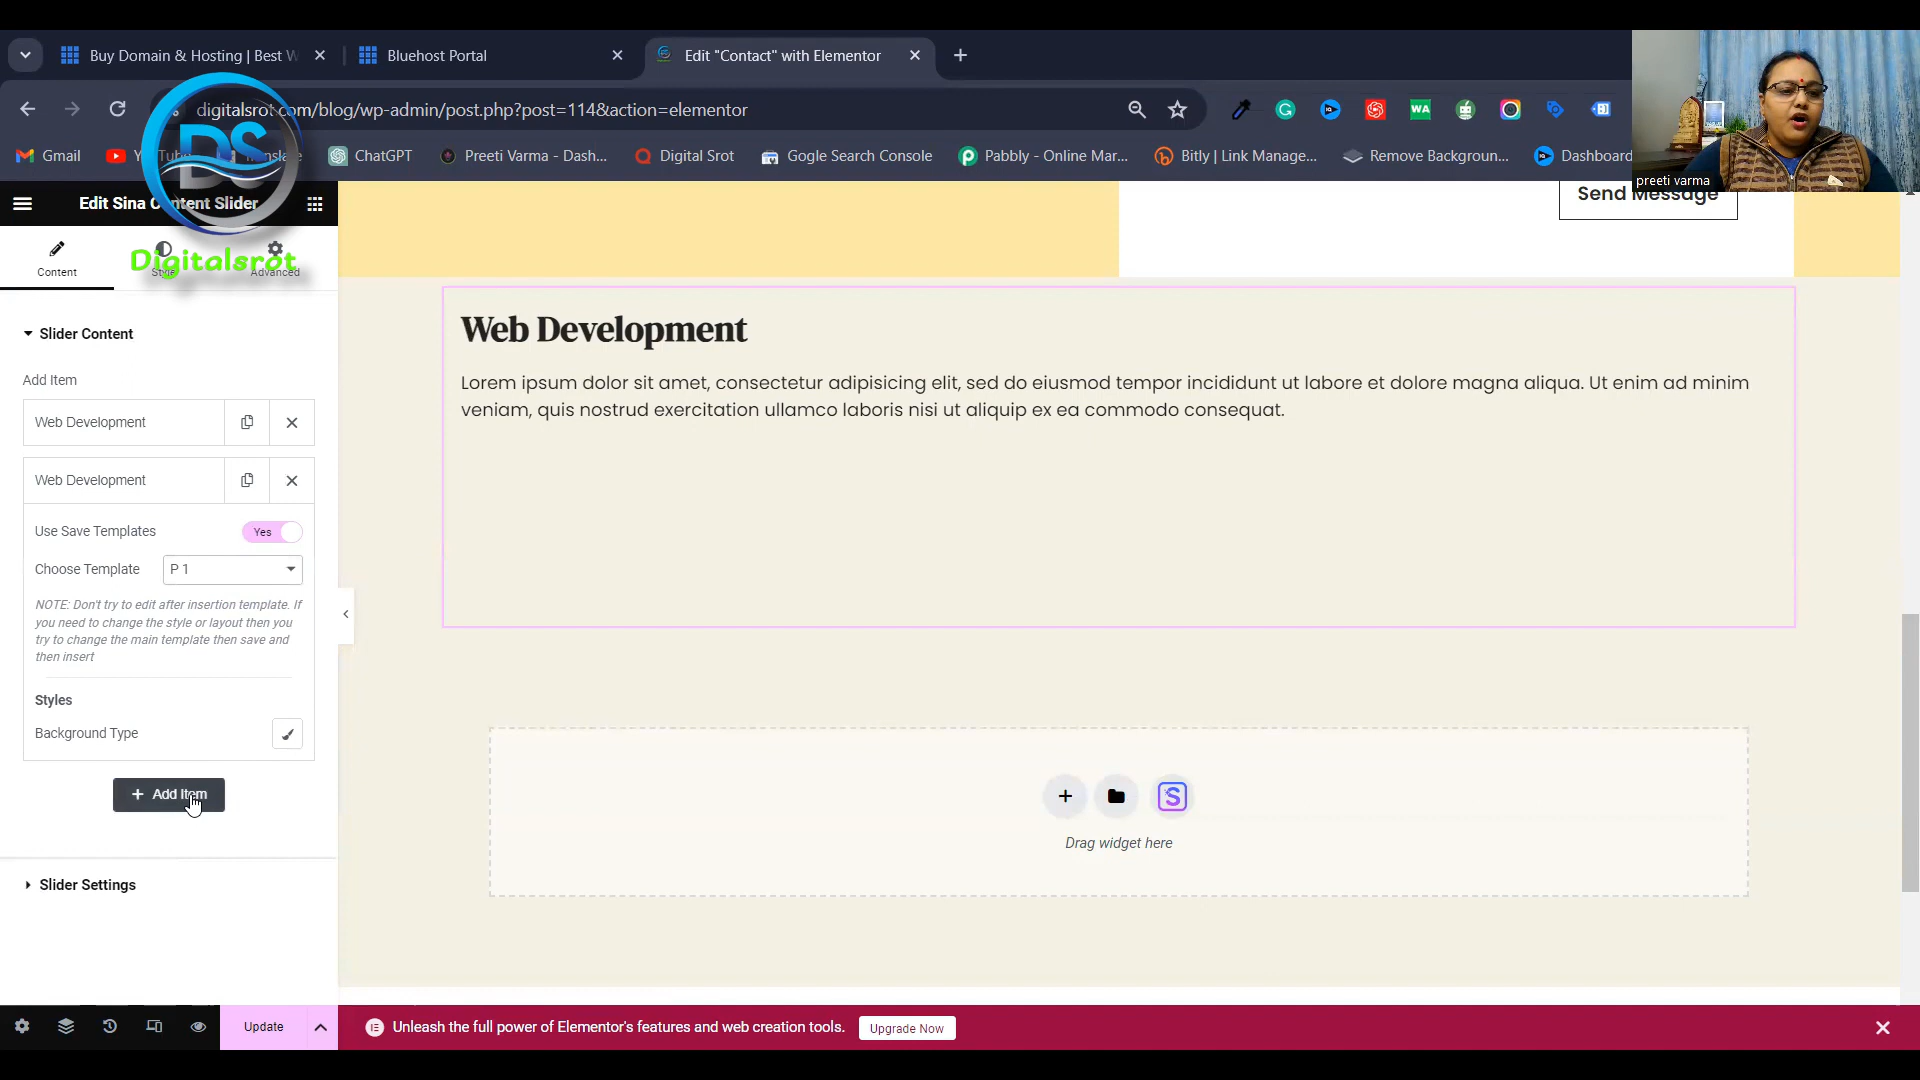 Buy Domain & Hosting | Best W
Bluehost Portal
Edit "Contact" with Elementor
digitalsrot.com/blog/wp-admin/post.php?post=114&action=elementor
WA
Gmail
ChatGPT
Preeti Varma - Dash...
Digital Srot
Gogle Search Console
Pabbly - Online Mar...
Bitly | Link Manage...
Remove Backgroun...
Dashboard
preeti varma
DS
Digitalsrot
Edit Sina Content Slider
Content
Style
Advanced
Send Message
Slider Content
Add Item
Web Development
Web Development
Use Save Templates
Yes
Choose Template
P 1
NOTE: Don't try to edit after insertion template. If
you need to change the style or layout then you
try to change the main template then save and
then insert
Styles
Background Type
Add Item
Slider Settings
Web Development
Lorem ipsum dolor sit amet, consectetur adipisicing elit, sed do eiusmod tempor incididunt ut labore et dolore magna aliqua. Ut enim ad minim
veniam, quis nostrud exercitation ullamco laboris nisi ut aliquip ex ea commodo consequat.
Drag widget here
Update
Unleash the full power of Elementor's features and web creation tools.
Upgrade Now